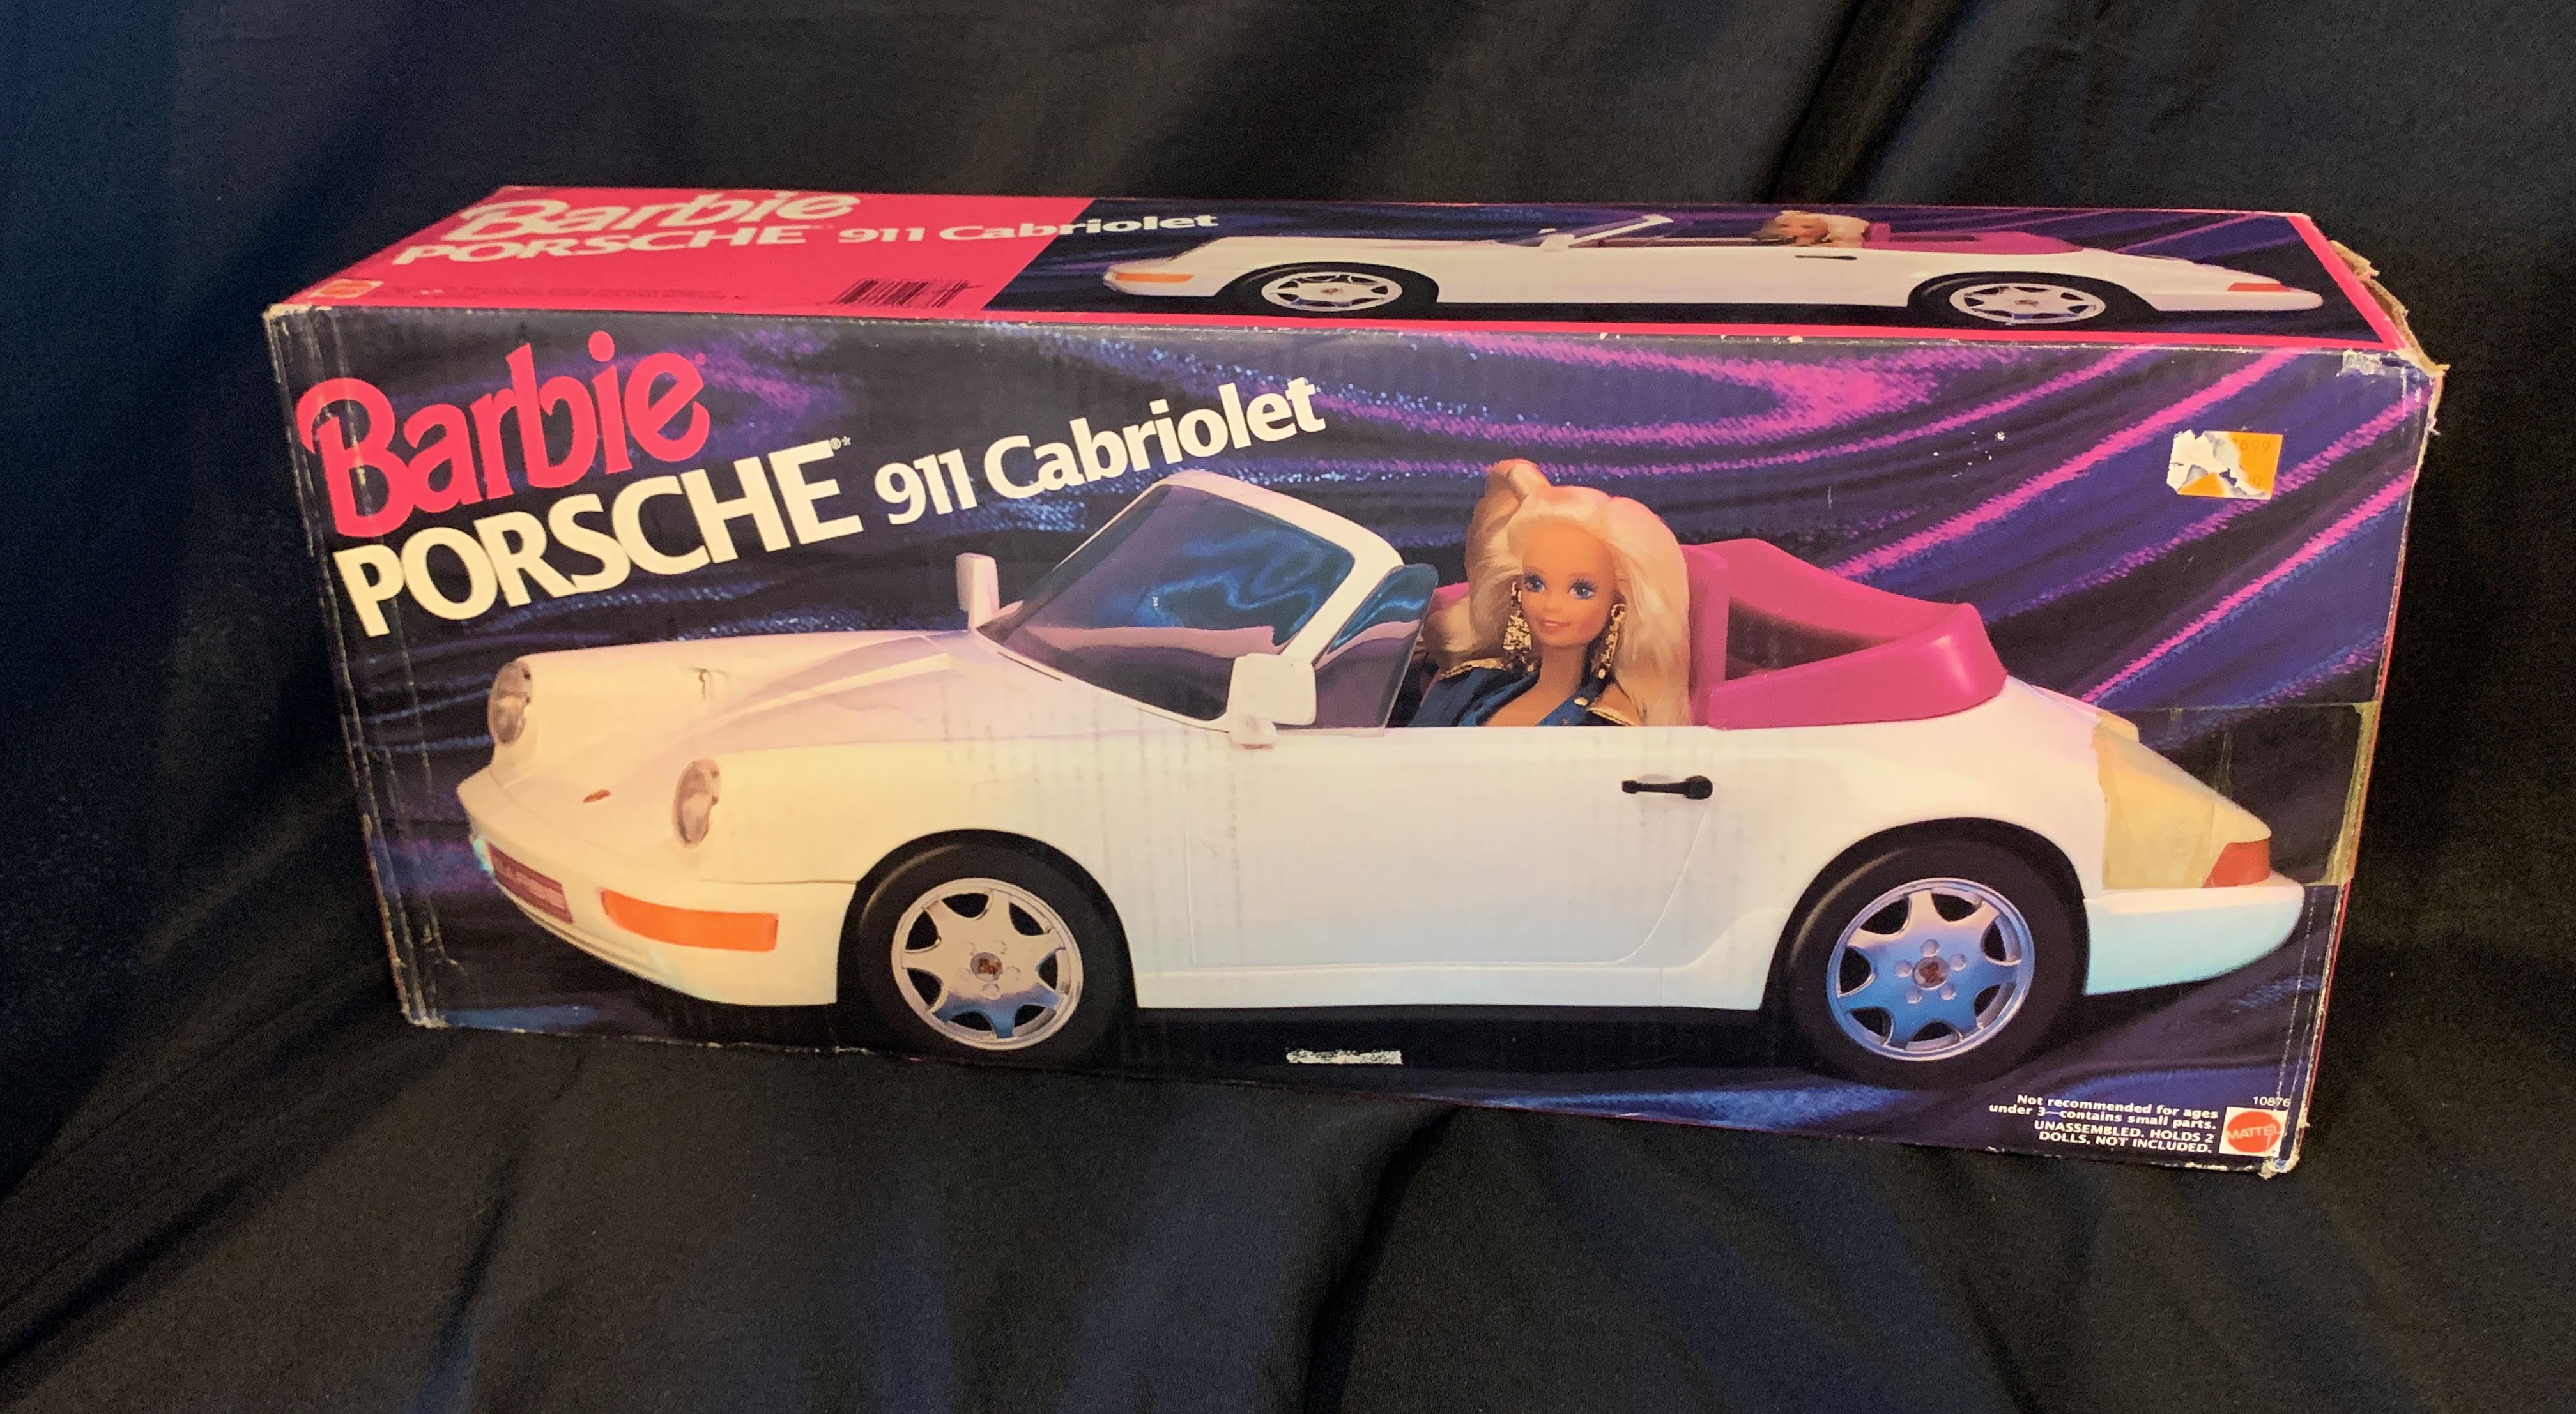 Barbie
PORSCHE 911 Cabriolet
Barbie®
PORSCHE®* 911 Cabriolet
Not recommended for ages
under 3—contains small parts.
UNASSEMBLED. HOLDS 2
DOLLS, NOT INCLUDED.
10876
MATTEL